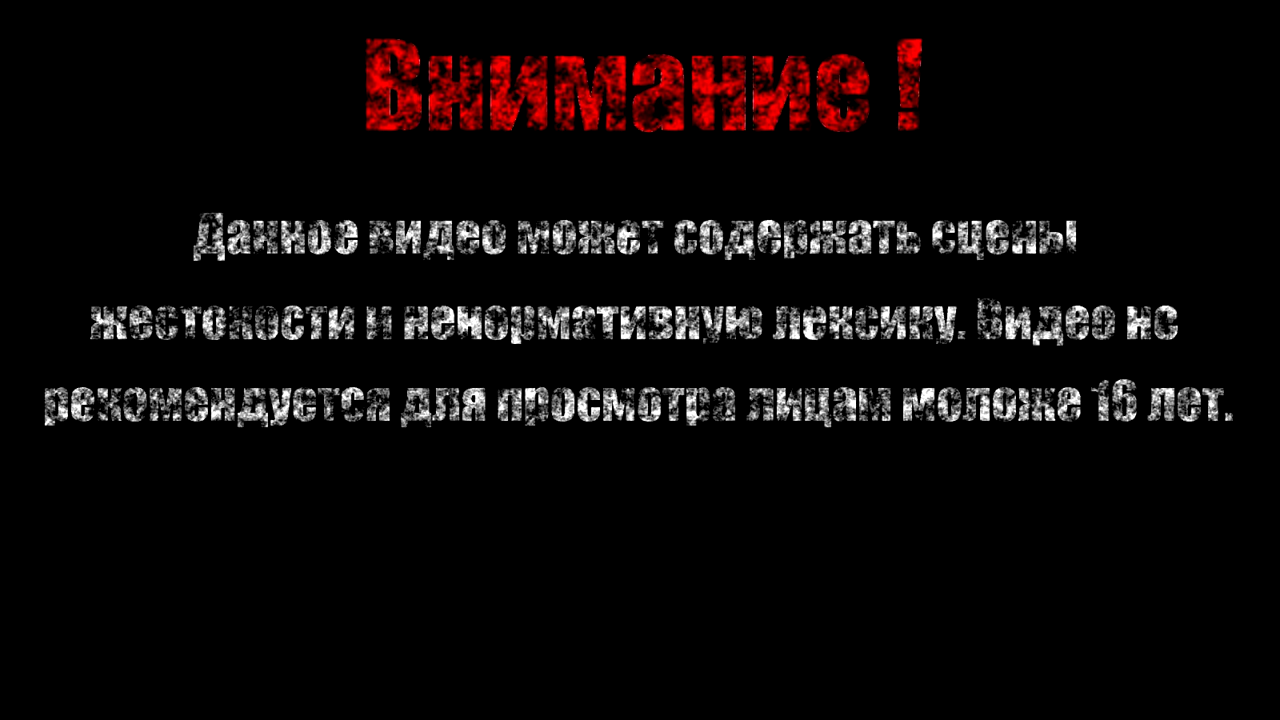 Внимание !
Данное видео может содержать сцены
жестокости и ненормативную лексику. Видео не
рекомендуется для просмотра лицам моложе 16 лет.